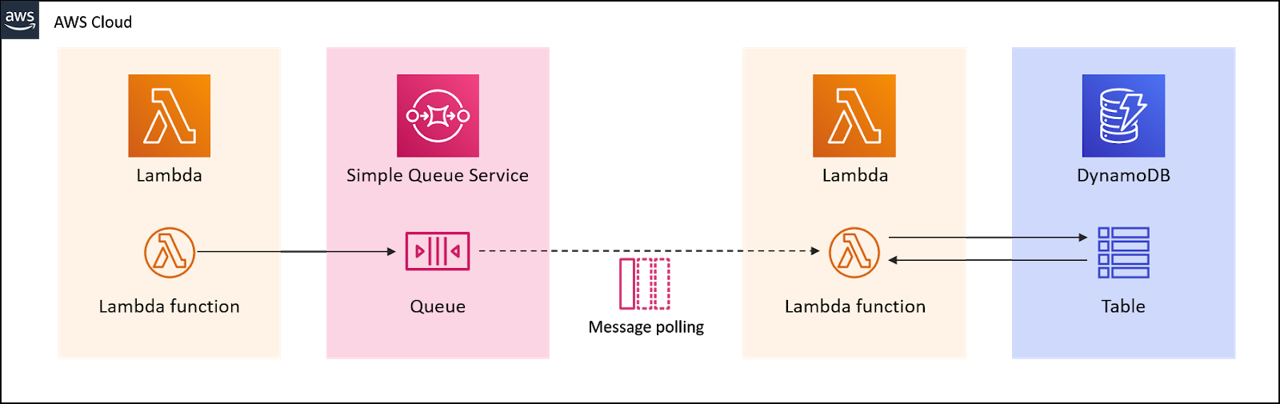 aws
AWS Cloud
Lambda
Simple Queue Service
Lambda
DynamoDB
Lambda function
Queue
Message polling
Lambda function
Table